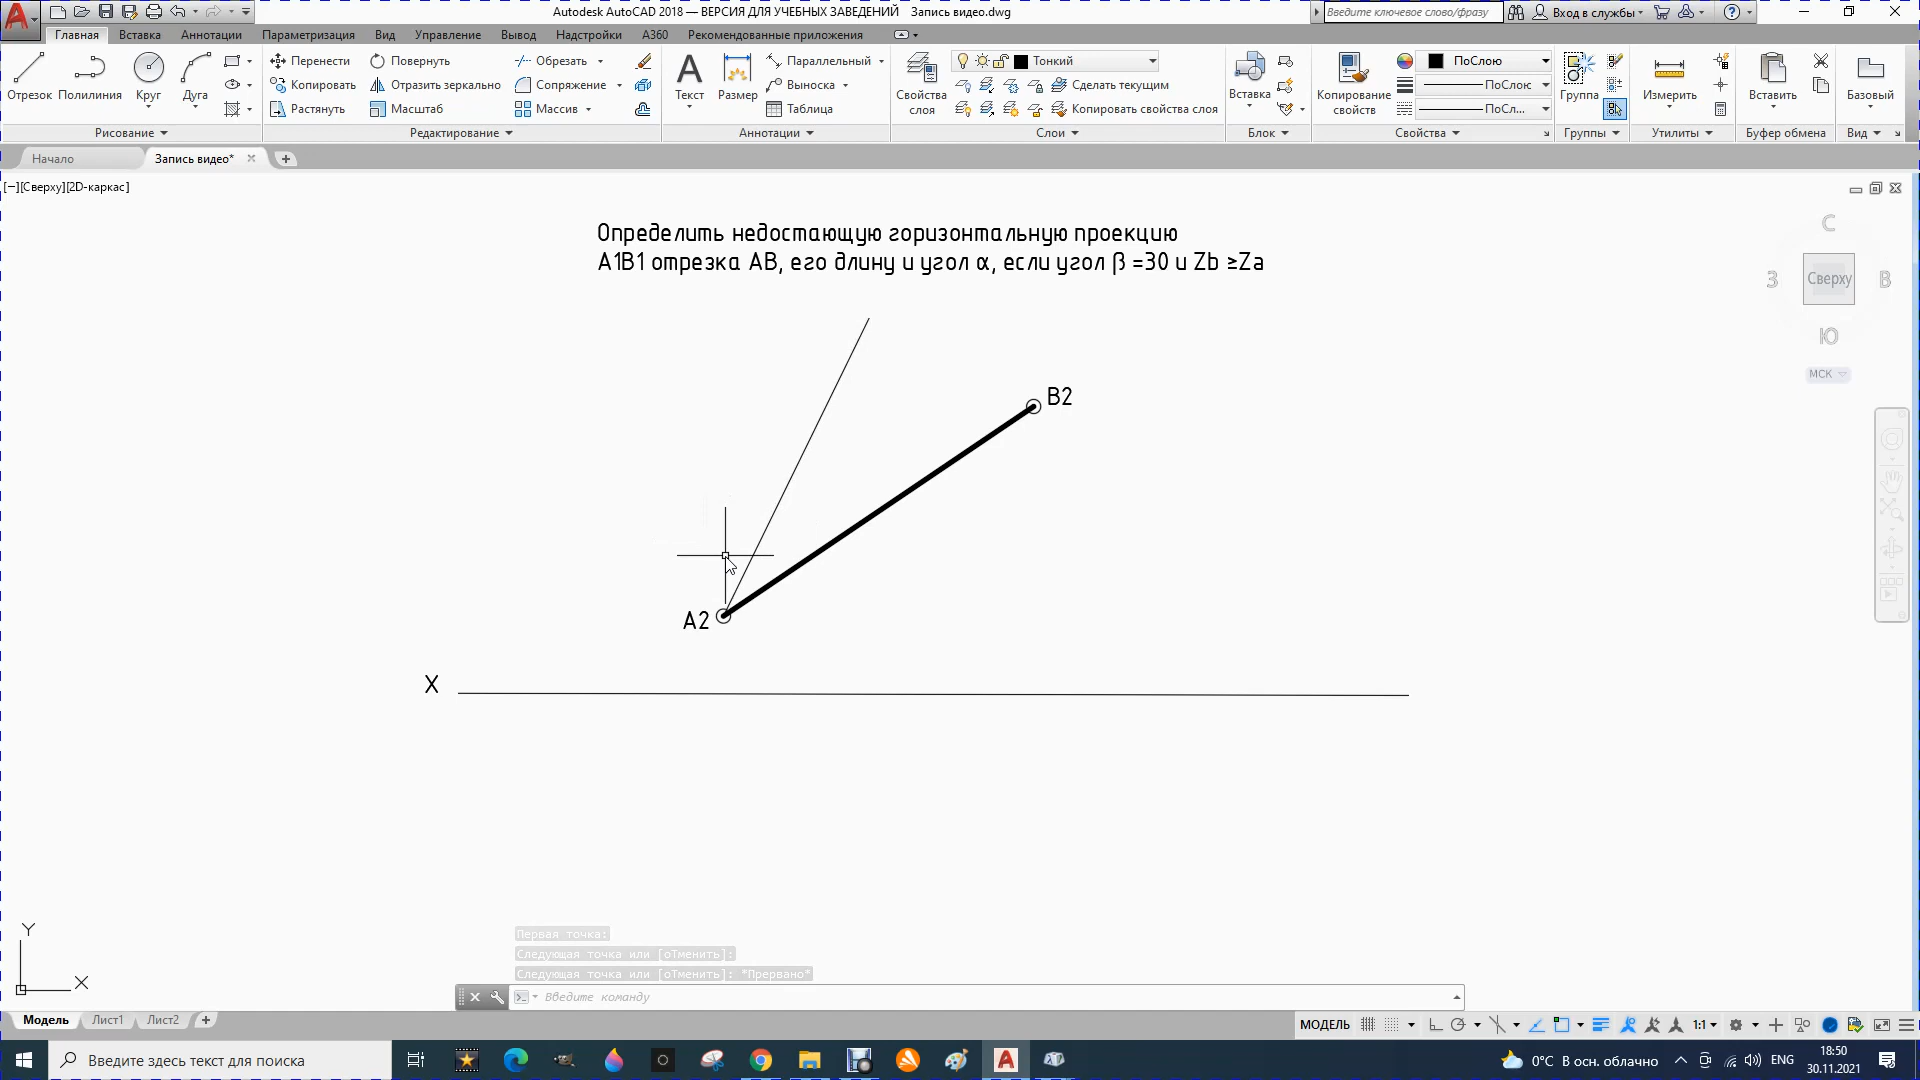 Autodesk AutoCAD 2018 — ВЕРСИЯ ДЛЯ УЧЕБНЫХ ЗАВЕДЕНИЙ Запись видео.dwg
Введите ключевое слово/фразу
Вход в службы
Главная Вставка Аннотации Параметризация Вид Управление Вывод Надстройки A360 Рекомендованные приложения
Отрезок Полилиния Круг Дуга
Рисование
Перенести Повернуть Обрезать
Копировать Отразить зеркально Сопряжение
Растянуть Масштаб Массив
Редактирование
Текст Размер
Параллельный
Выноска
Таблица
Аннотации
Свойства слоя
Тонкий
Сделать текущим
Копировать свойства слоя
Слои
Вставка
Блок
Копирование свойств
ПоСлою
ПоСлою
ПоСл...
Свойства
Группа
Группы
Измерить
Утилиты
Вставить
Буфер обмена
Базовый
Вид
Начало Запись видео*
[−][Сверху][2D-каркас]
Определить недостающую горизонтальную проекцию
A1B1 отрезка AB, его длину и угол α, если угол β =30 и Zb ≥Za
С
З Сверху В
Ю
МСК
B2
A2
X
Y
X
Первая точка:
Следующая точка или [оТменить]:
Следующая точка или [оТменить]: *Прервано*
Введите команду
Модель Лист1 Лист2
МОДЕЛЬ 1:1
Введите здесь текст для поиска
0°C В осн. облачно
ENG
18:50
30.11.2021